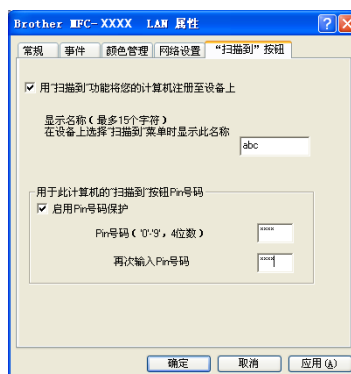 Brother MFC-XXXX LAN 属性
常规 事件 颜色管理 网络设置 “扫描到”按钮
用“扫描到”功能将您的计算机注册至设备上
显示名称（最多15个字符）
在设备上选择“扫描到”菜单时显示此名称
abc
用于此计算机的“扫描到”按钮Pin号码
启用Pin号码保护
Pin号码（'0'-'9'，4位数） ××××
再次输入Pin号码 ××××
确定 取消 应用(A)